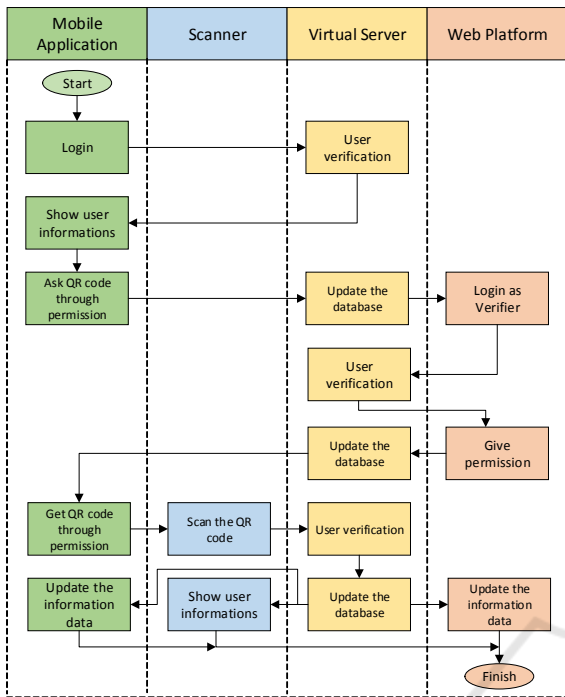 Mobile
Application
Scanner
Virtual Server
Web Platform
Start
Login
User
verification
Show user
informations
Ask QR code
through
permission
Update the
database
Login as
Verifier
User
verification
Update the
database
Give
permission
Get QR code
through
permission
Scan the QR
code
User verification
Update the
information
data
Show user
informations
Update the
database
Update the
information
data
Finish